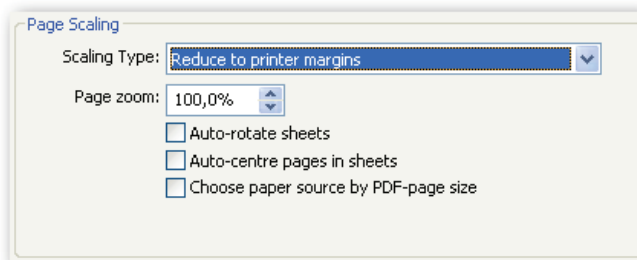 Page Scaling
Scaling Type: Reduce to printer margins
Page zoom: 100,0%
Auto-rotate sheets
Auto-centre pages in sheets
Choose paper source by PDF-page size